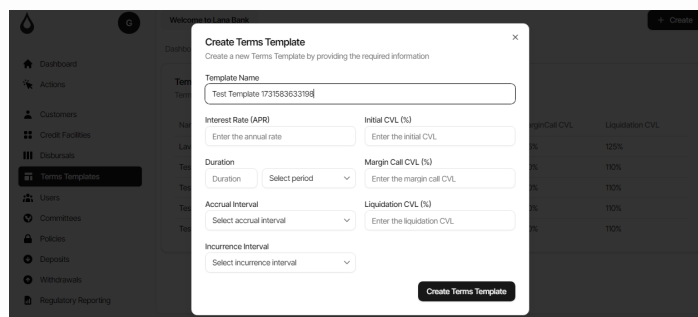 G
Welcome to Lana Bank
+ Create
Dashboard
Actions
Customers
Credit Facilities
Disbursals
Terms Templates
Users
Committees
Policies
Deposits
Withdrawals
Regulatory Reporting
Create Terms Template
Create a new Terms Template by providing the required information
Template Name
Test Template 1731583633198
Interest Rate (APR)
Initial CVL (%)
Enter the annual rate
Enter the initial CVL
Duration
Margin Call CVL (%)
Duration
Select period
Enter the margin call CVL
Accrual Interval
Liquidation CVL (%)
Select accrual interval
Enter the liquidation CVL
Incurrence Interval
Select incurrence interval
Create Terms Template
Liquidation CVL
125%
110%
110%
110%
110%